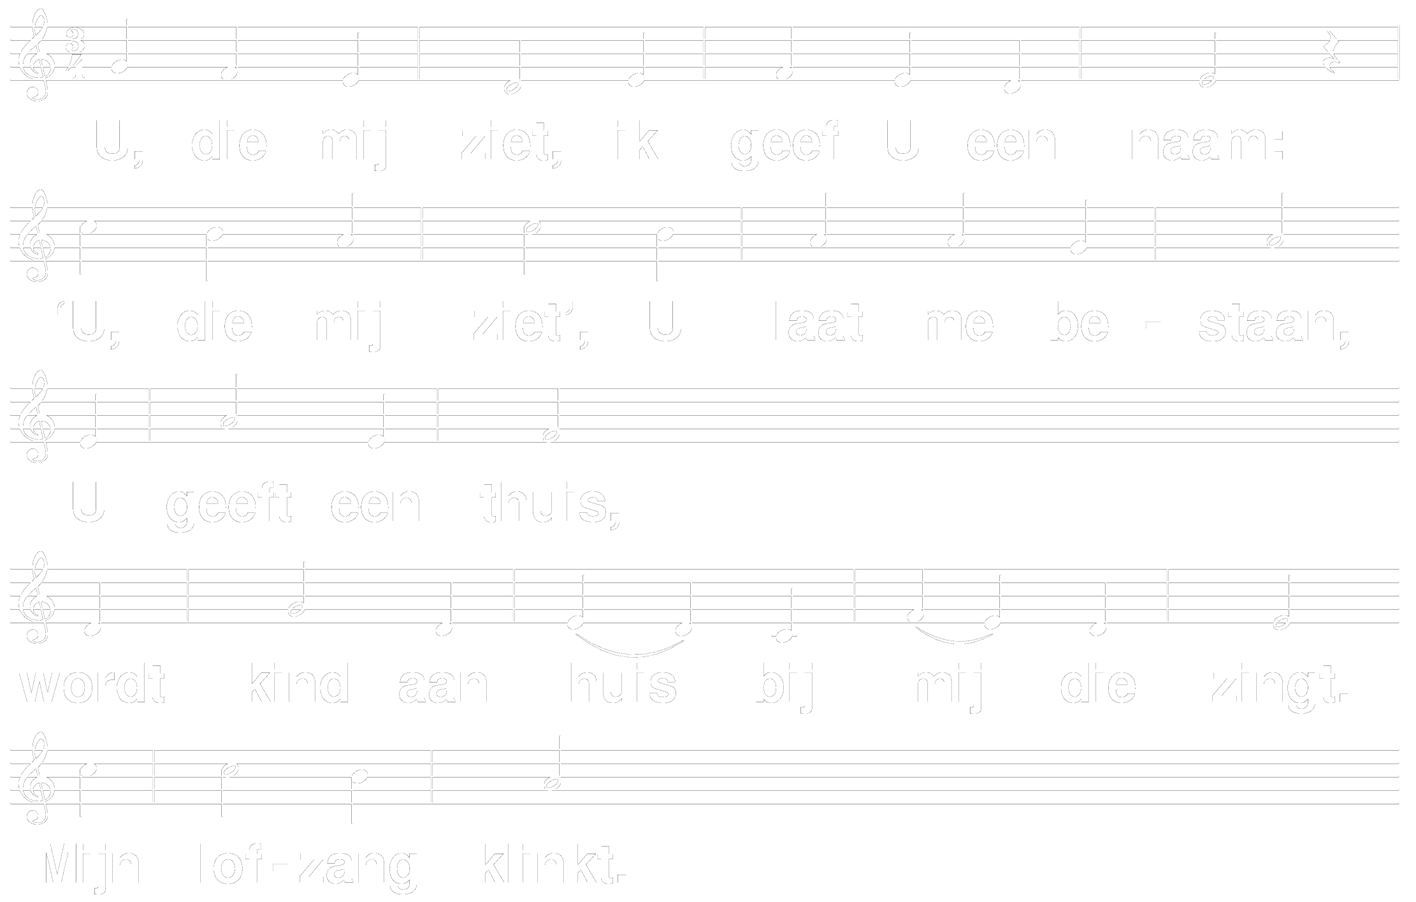 U, die mij ziet, ik geef U een naam:
‘U, die mij ziet’, U laat me be - staan,
U geeft een thuis,
wordt kind aan huis bij mij die zingt.
Mijn lof-zang klinkt.